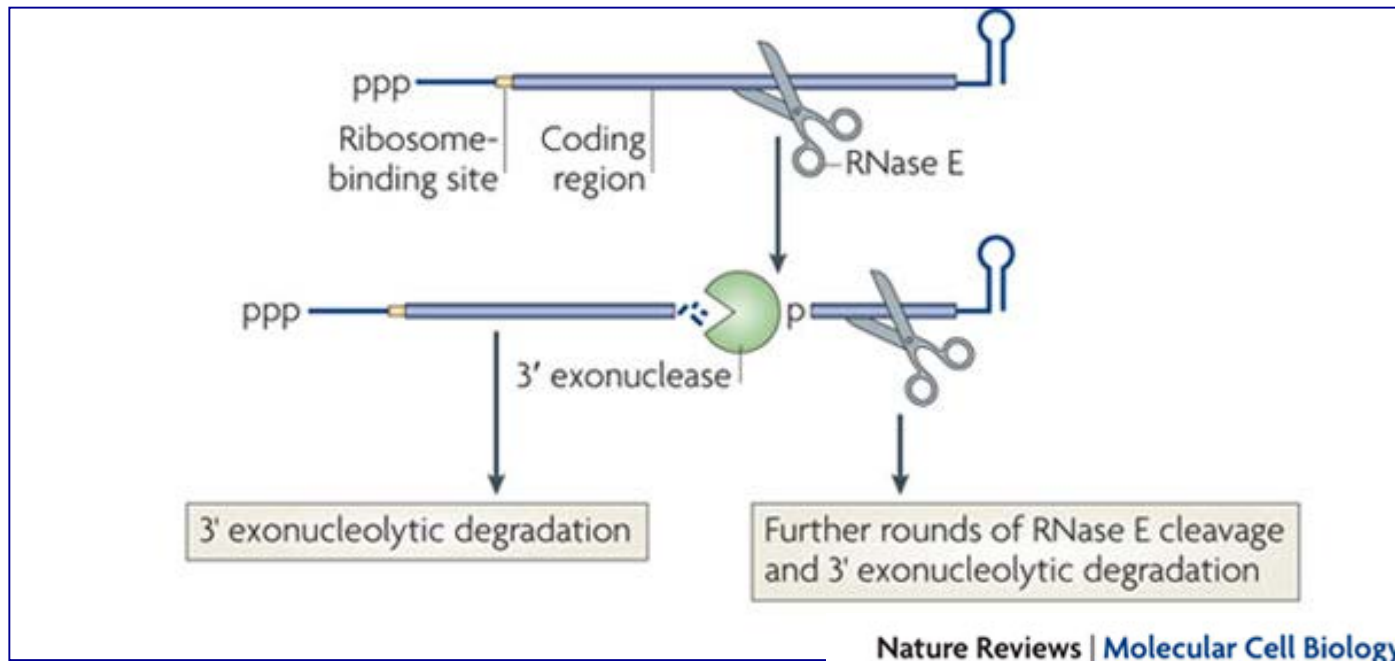 ppp
Ribosome-
binding site
Coding
region
RNase E
ppp
p
3' exonuclease
3' exonucleolytic degradation
Further rounds of RNase E cleavage
and 3' exonucleolytic degradation
Nature Reviews | Molecular Cell Biology